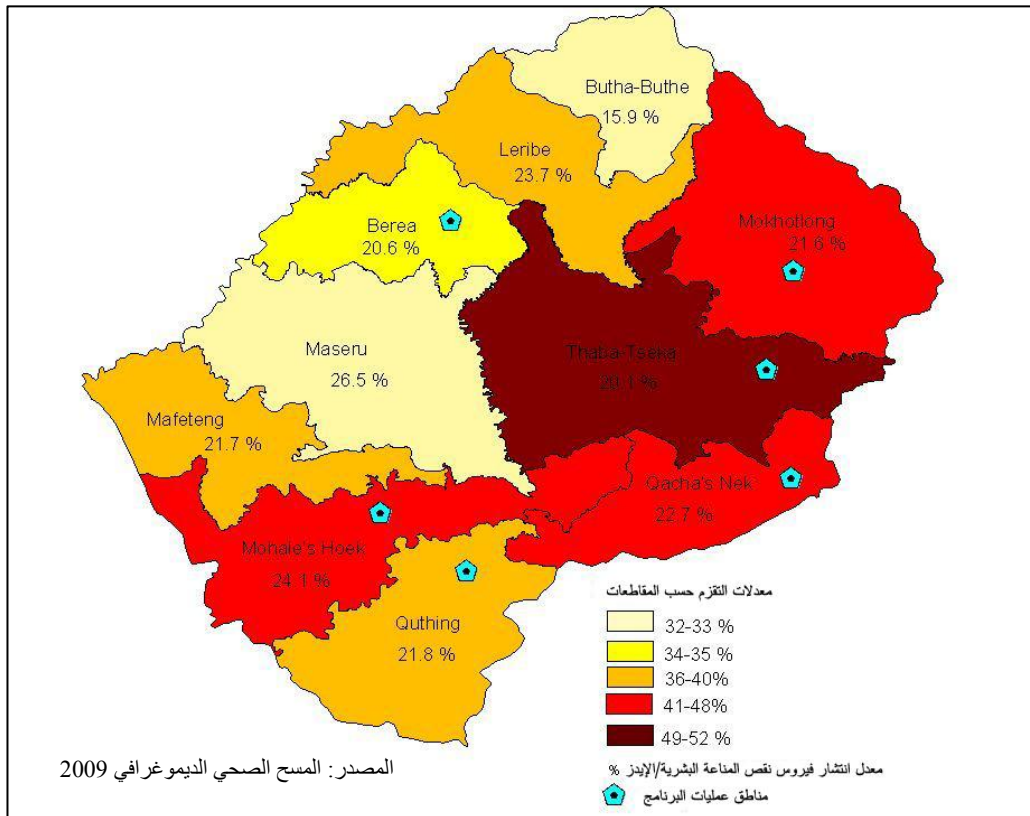 Butha-Buthe
15.9 %
Leribe
23.7 %
Mokhotlong
21.6 %
Berea
20.6 %
Maseru
26.5 %
Thaba-Tseka
20.1 %
Mafeteng
21.7 %
Qacha's Nek
22.7 %
Mohale's Hoek
24.1 %
Quthing
21.8 %
معدلات التقزم حسب المقاطعات
32-33 %
34-35 %
36-40%
41-48%
49-52 %
معدل انتشار فيروس نقص المناعة البشرية/الإيدز %
مناطق عمليات البرنامج
المصدر: المسح الصحي الديموغرافي 2009